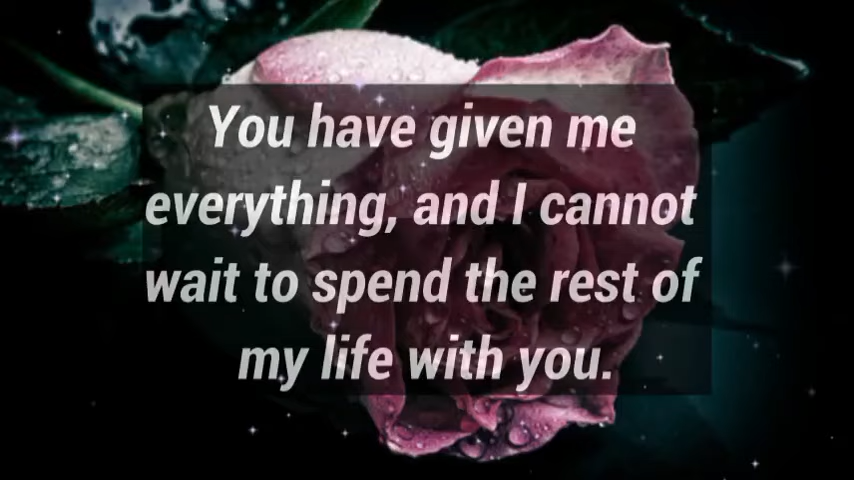 You have given me
everything, and I cannot
wait to spend the rest of
my life with you.